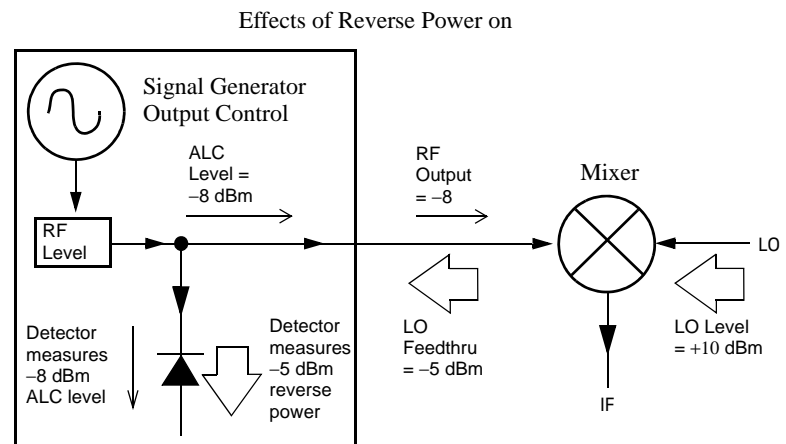 Effects of Reverse Power on
Signal Generator
Output Control
ALC
Level =
−8 dBm
RF
Output
= −8
Mixer
RF
Level
LO
Detector
measures
−8 dBm
ALC level
Detector
measures
−5 dBm
reverse
power
LO
Feedthru
= −5 dBm
LO Level
= +10 dBm
IF